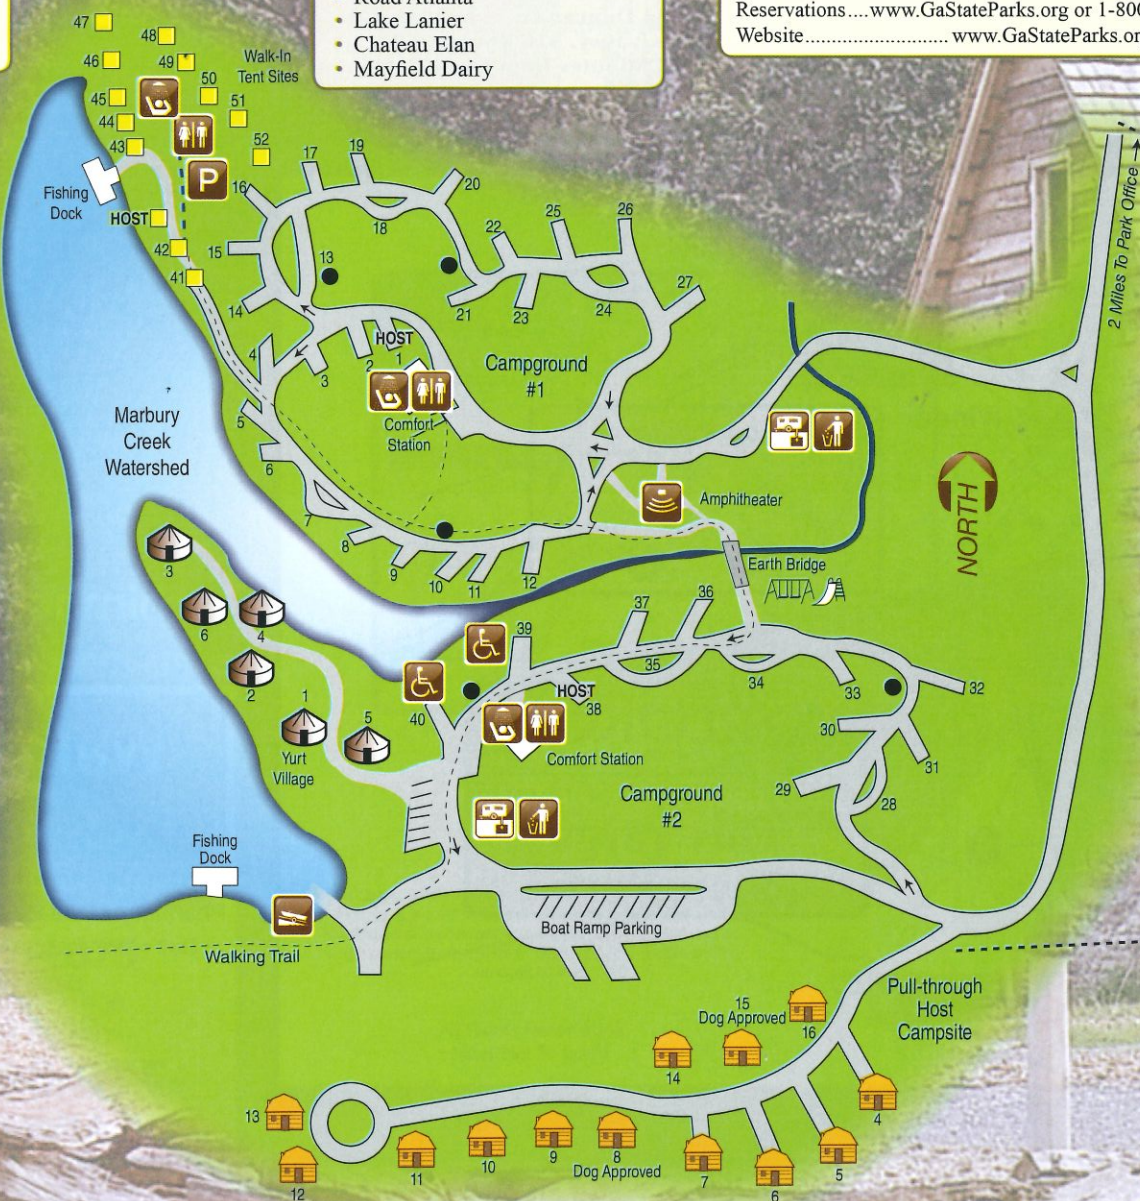 Road Atlanta
• Lake Lanier
• Chateau Elan
• Mayfield Dairy
Reservations....www.GaStateParks.org or 1-800
Website.......................... www.GaStateParks.or
47
48
46
49
Walk-In
Tent Sites
50
45
51
44
43
52
P
Fishing
Dock
HOST
42
41
17
19
16
20
18
15
13
14
22
25
26
21
23
24
27
2 Miles To Park Office
HOST
4
3
2
1
Campground
#1
Comfort
Station
5
6
7
8
9
10
11
12
Marbury
Creek
Watershed
Amphitheater
NORTH
Earth Bridge
3
6
4
2
1
5
Yurt
Village
39
37
36
35
34
33
32
HOST
38
40
30
31
29
28
Comfort Station
Campground
#2
Fishing
Dock
Boat Ramp Parking
Walking Trail
Pull-through
Host
Campsite
15
Dog Approved
16
14
13
12
11
10
9
8
Dog Approved
7
6
5
4